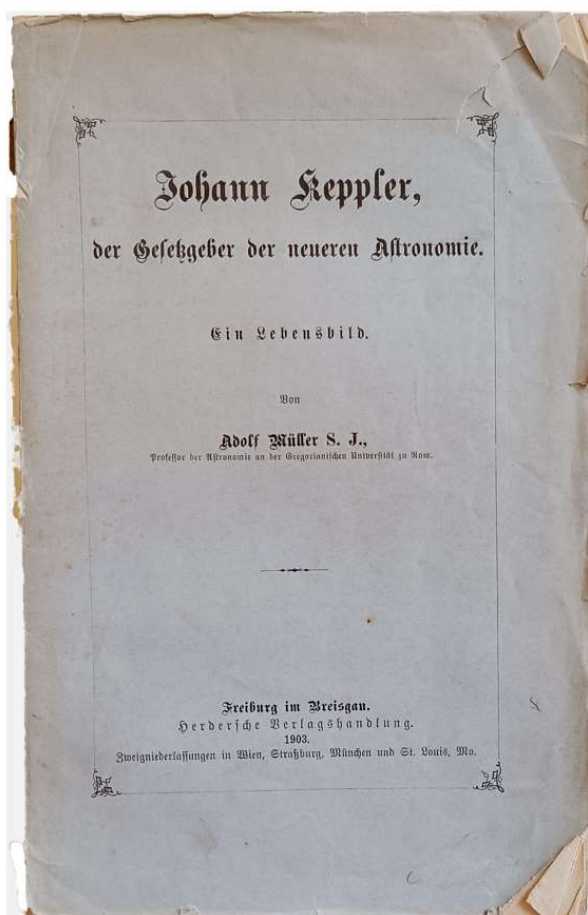 Johann Keppler,
der Gesetzgeber der neueren Astronomie.
Ein Lebensbild.
Von
Adolf Müller S. J.,
Professor der Astronomie an der Gregorianischen Universität zu Rom.
Freiburg im Breisgau.
Herdersche Verlagshandlung.
1903.
Zweigniederlassungen in Wien, Straßburg, München und St. Louis, Mo.